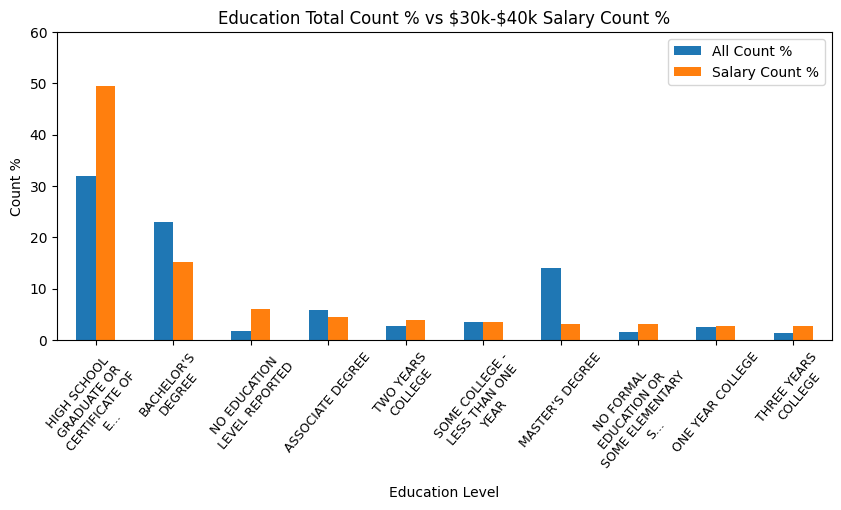 Education Total Count % vs $30k-$40k Salary Count %
All Count %
Salary Count %
Count %
60
50
40
30
20
10
0
HIGH SCHOOL
GRADUATE OR
CERTIFICATE OF
E...
BACHELOR'S
DEGREE
NO EDUCATION
LEVEL REPORTED
ASSOCIATE DEGREE
TWO YEARS
COLLEGE
SOME COLLEGE -
LESS THAN ONE
YEAR
MASTER'S DEGREE
NO FORMAL
EDUCATION OR
SOME ELEMENTARY
S...
ONE YEAR COLLEGE
THREE YEARS
COLLEGE
Education Level